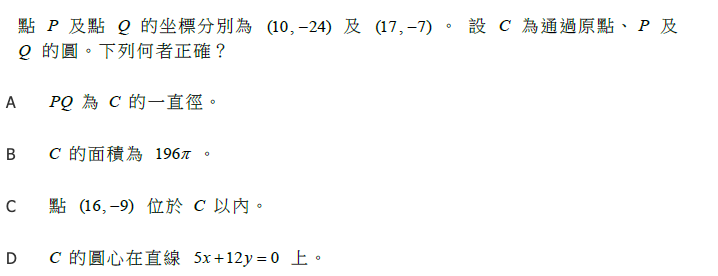 點 P 及點 Q 的坐標分別為 (10, −24) 及 (17, −7) 。 設 C 為通過原點、P 及
Q 的圓。下列何者正確？
A PQ 為 C 的一直徑。
B C 的面積為 196π 。
C 點 (16, −9) 位於 C 以內。
D C 的圓心在直線 5x + 12y = 0 上。